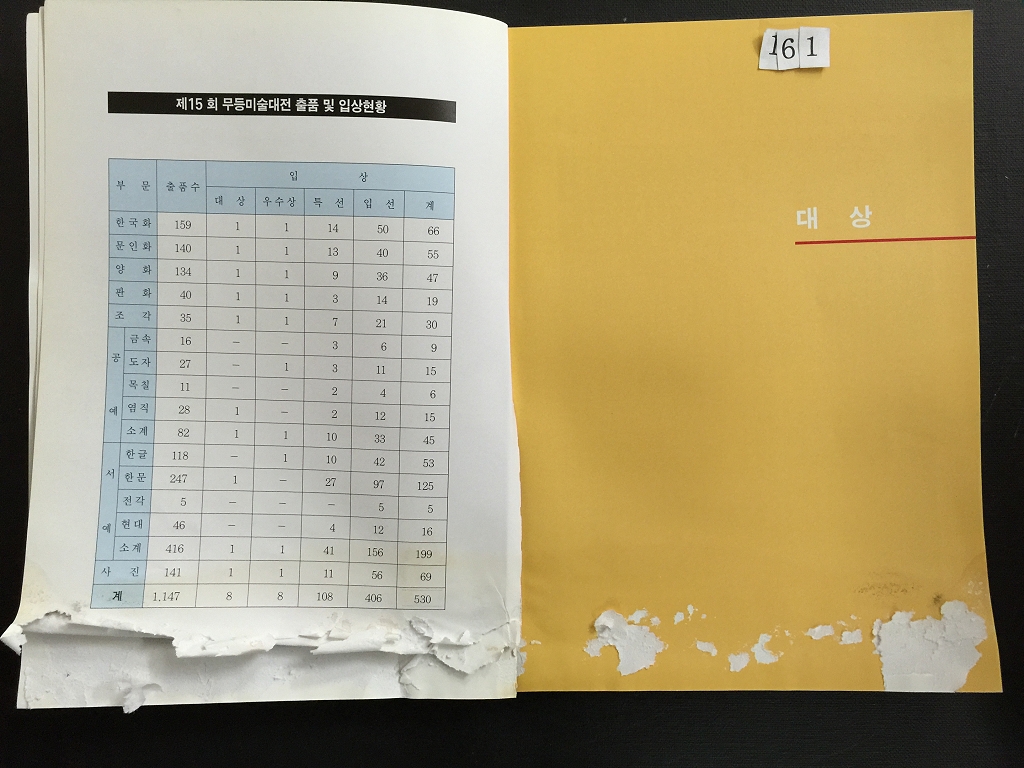 제15 회 무등미술대전 출품 및 입상현황
부 문 출품수 입 상
대 상 우수상 특 선 입 선 계
한국화 159 1 1 14 50 66
문인화 140 1 1 13 40 55
양 화 134 1 1 9 36 47
판 화 40 1 1 3 14 19
조 각 35 1 1 7 21 30
공예 금속 16 – – 3 6 9
도자 27 – 1 3 11 15
목칠 11 – – 2 4 6
염직 28 1 – 2 12 15
소계 82 1 1 10 33 45
서예 한글 118 – 1 10 42 53
한문 247 1 – 27 97 125
전각 5 – – – 5 5
현대 46 – – 4 12 16
소계 416 1 1 41 156 199
사 진 141 1 1 11 56 69
계 1,147 8 8 108 406 530
161
대 상